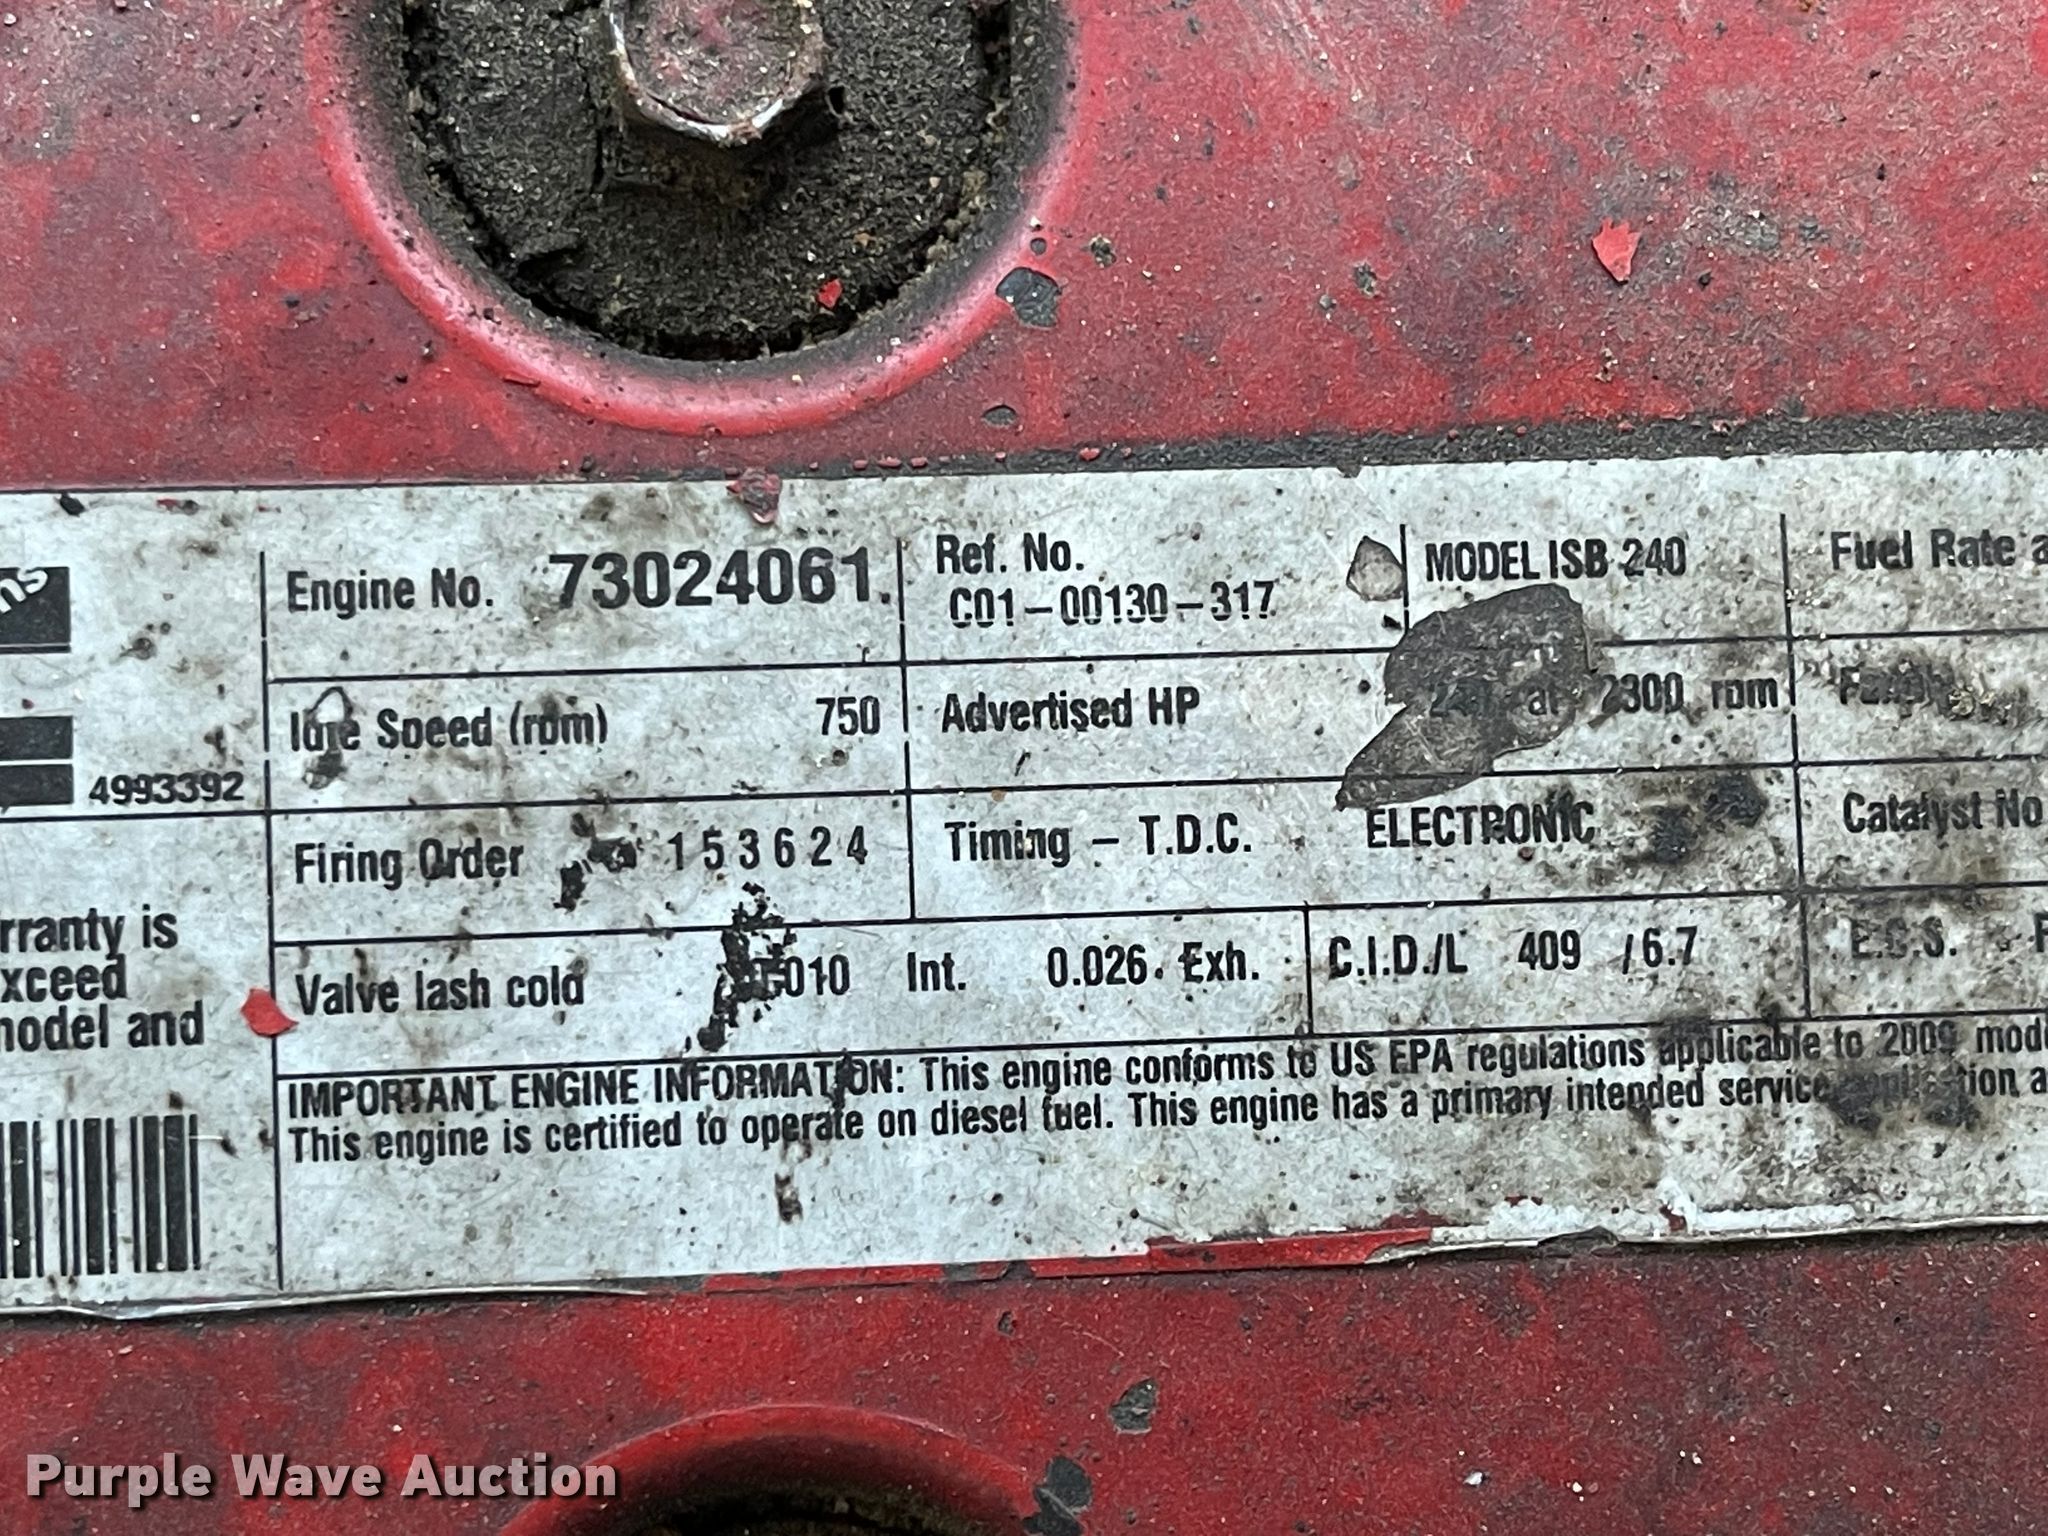 Engine No. 73024061.
Ref. No.
C01-00130-317
MODEL ISB 240
Fuel Rate a
Idle Speed (rpm) 750
Advertised HP at 2300 rpm
4993392
Firing Order 1 5 3 6 2 4
Timing - T.D.C. ELECTRONIC
Catalyst No
Valve lash cold 010 Int. 0.026 Exh.
C.I.D./L 409 / 6.7
E.C.S.
rranty is
xceed
nodel and
IMPORTANT ENGINE INFORMATION: This engine conforms to US EPA regulations applicable to 2009 mod
This engine is certified to operate on diesel fuel. This engine has a primary intended service application a
Purple Wave Auction